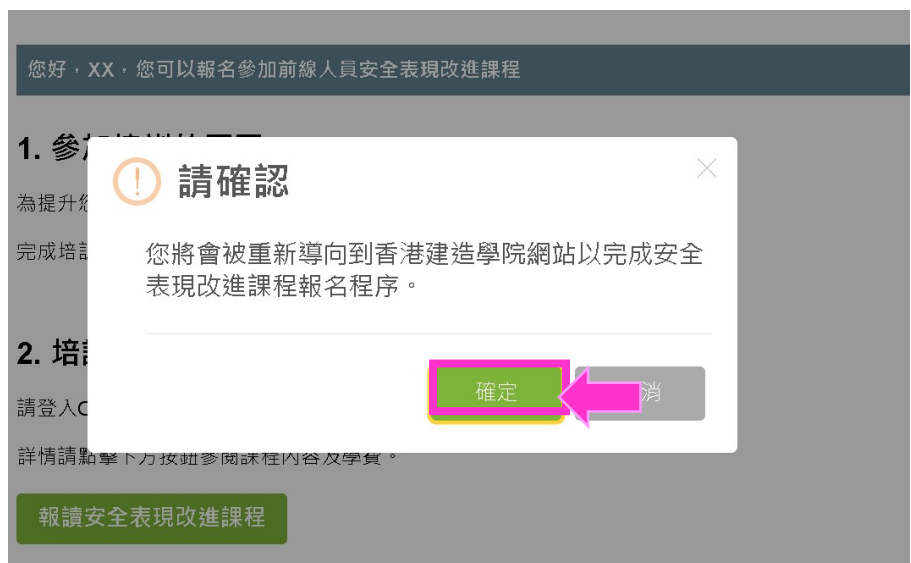 您好，XX，您可以報名參加前線人員安全表現改進課程
1. 參
請確認
為提升
您將會被重新導向到香港建造學院網站以完成安全
完成培
表現改進課程報名程序。
2. 培
確定
消
請登入C
詳情請點擊下方按鈕參閱課程內容及學費。
報讀安全表現改進課程